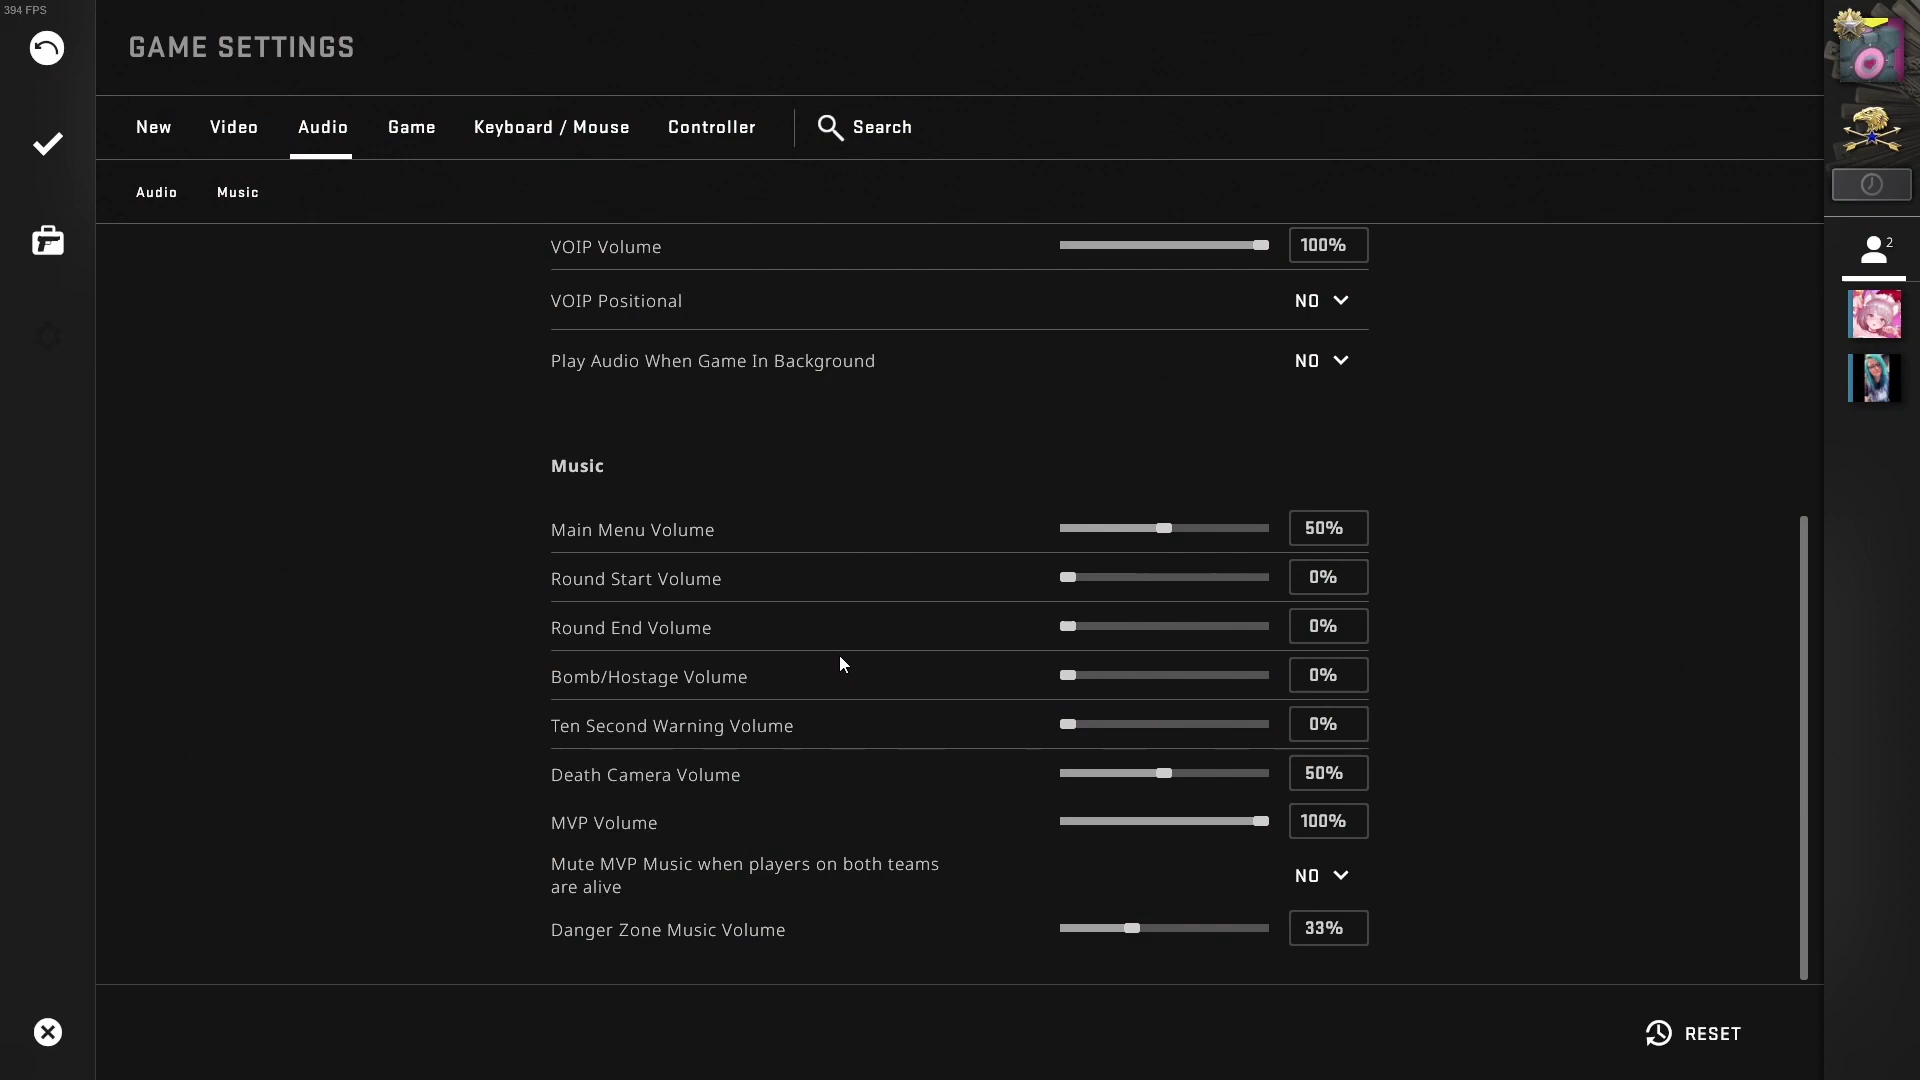 394 FPS
GAME SETTINGS
New Video Audio Game Keyboard / Mouse Controller Search
Audio Music
VOIP Volume 100%
VOIP Positional NO
Play Audio When Game In Background NO
Music
Main Menu Volume 50%
Round Start Volume 0%
Round End Volume 0%
Bomb/Hostage Volume 0%
Ten Second Warning Volume 0%
Death Camera Volume 50%
MVP Volume 100%
Mute MVP Music when players on both teams
are alive NO
Danger Zone Music Volume 33%
RESET
2